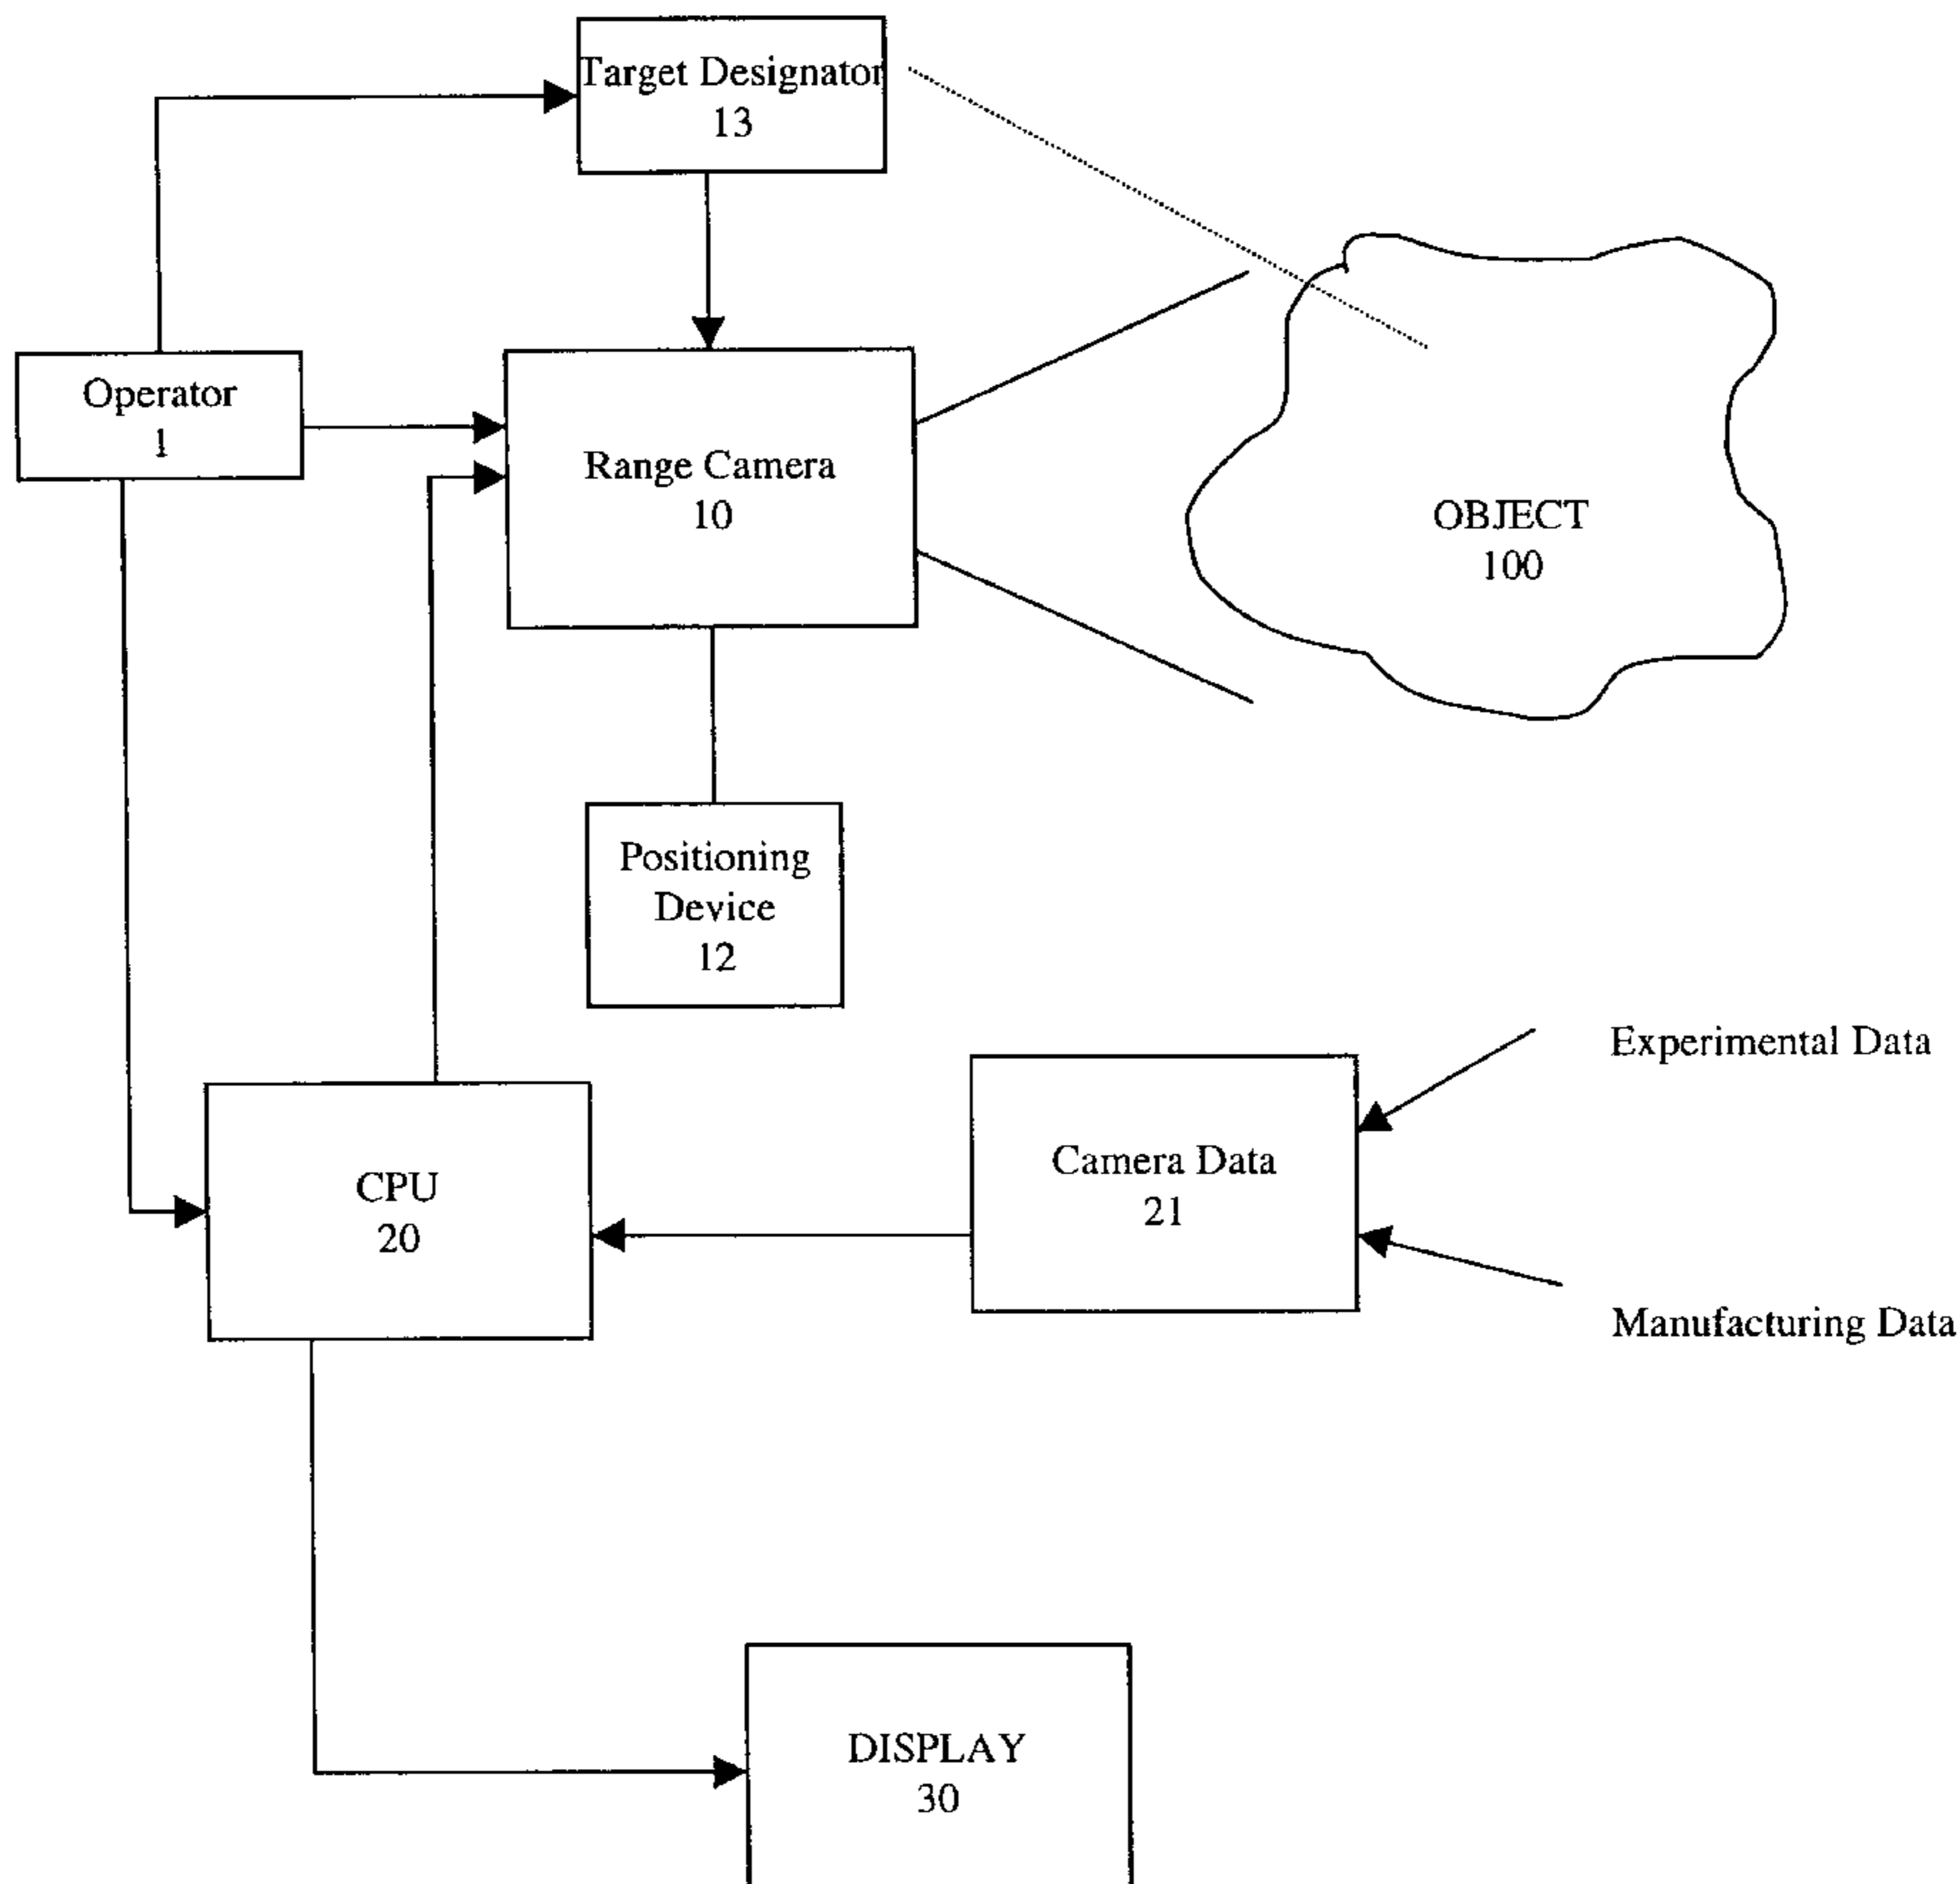 Target Designator
13
Operator
1
Range Camera
10
OBJECT
100
Positioning
Device
12
Experimental Data
Camera Data
21
CPU
20
Manufacturing Data
DISPLAY
30